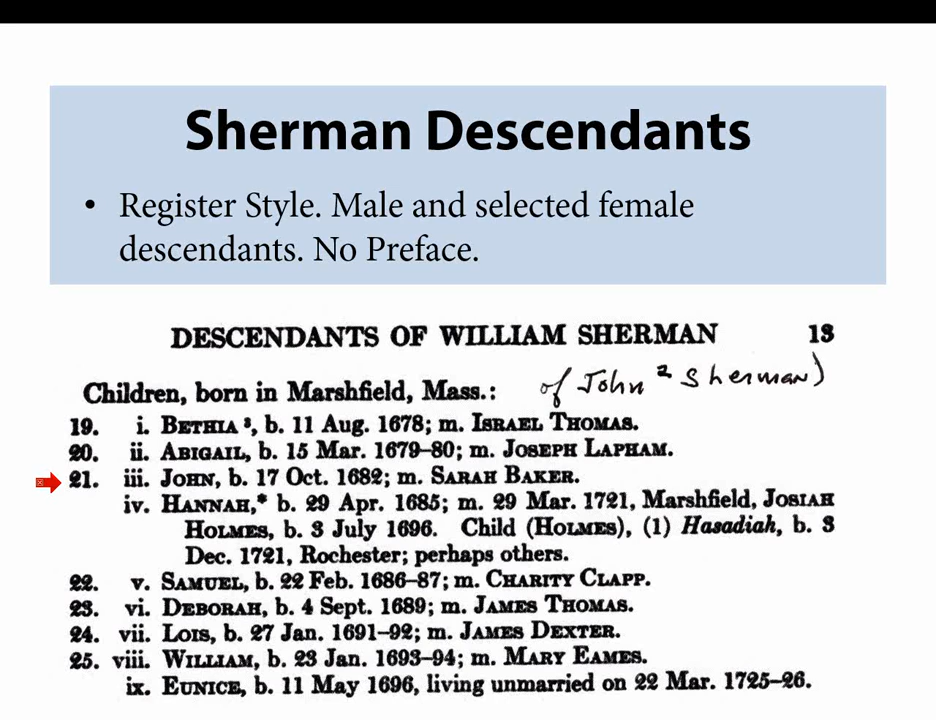 Sherman Descendants
• Register Style. Male and selected female
descendants. No Preface.
DESCENDANTS OF WILLIAM SHERMAN 13
Children, born in Marshfield, Mass.: of John ² Sherman)
19. i. BETHIA ³, b. 11 Aug. 1678; m. ISRAEL THOMAS.
20. ii. ABIGAIL, b. 15 Mar. 1679–80; m. JOSEPH LAPHAM.
21. iii. JOHN, b. 17 Oct. 1682; m. SARAH BAKER.
iv. HANNAH,* b. 29 Apr. 1685; m. 29 Mar. 1721, Marshfield, JOSIAH
HOLMES, b. 3 July 1696. Child (HOLMES), (1) Hasadiah, b. 3
Dec. 1721, Rochester; perhaps others.
22. v. SAMUEL, b. 22 Feb. 1686–87; m. CHARITY CLAPP.
23. vi. DEBORAH, b. 4 Sept. 1689; m. JAMES THOMAS.
24. vii. LOIS, b. 27 Jan. 1691–92; m. JAMES DEXTER.
25. viii. WILLIAM, b. 23 Jan. 1693–94; m. MARY EAMES.
ix. EUNICE, b. 11 May 1696, living unmarried on 22 Mar. 1725–26.